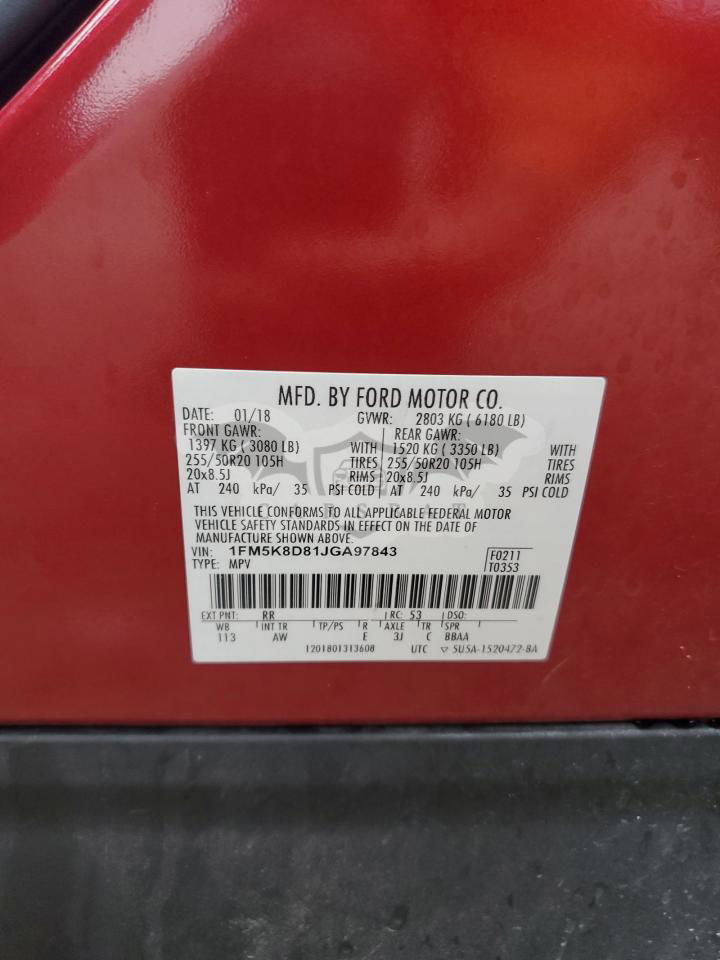 MFD. BY FORD MOTOR CO.
DATE: 01/18 GVWR: 2803 KG ( 6180 LB)
FRONT GAWR: REAR GAWR:
1397 KG ( 3080 LB) WITH 1520 KG ( 3350 LB) WITH
255/50R20 105H TIRES 255/50R20 105H TIRES
20x8.5J RIMS 20x8.5J RIMS
AT 240 kPa/ 35 PSI COLD AT 240 kPa/ 35 PSI COLD
THIS VEHICLE CONFORMS TO ALL APPLICABLE FEDERAL MOTOR
VEHICLE SAFETY STANDARDS IN EFFECT ON THE DATE OF
MANUFACTURE SHOWN ABOVE.
VIN: 1FM5K8D81JGA97843 F0211
TYPE: MPV T0353
EXT PNT: RR RC: 53 DSO:
WB INT TR TP/PS R AXLE TR SPR
113 AW E 3J C BBAA
1201801313608 UTC ▽ 5U5A-1520472-BA